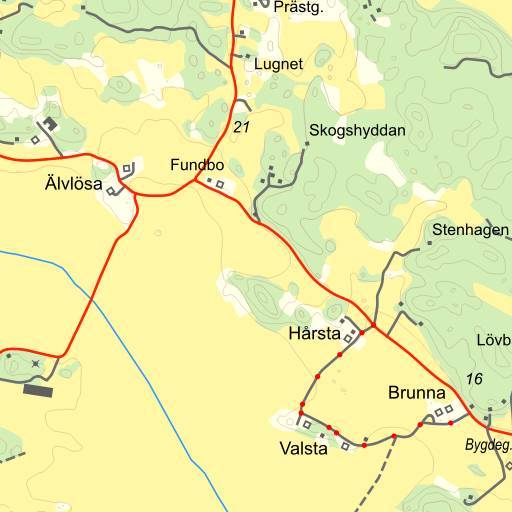 Prästg.
Lugnet
21
Skogshyddan
Fundbo
Älvlösa
Stenhagen
Hårsta
Lövb
16
Brunna
Valsta
Bygdeg.